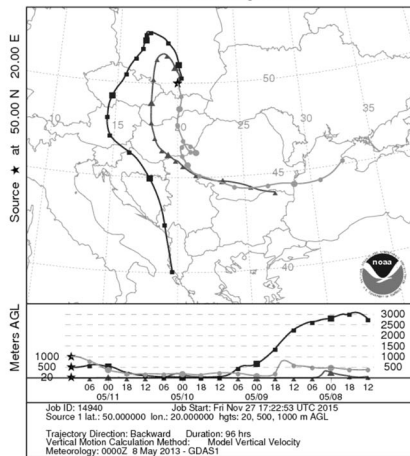 Source ★ at 50.00 N 20.00 E
10
15
20
25
30
35
50
45
40
noaa
Meters AGL
3000
2500
2000
1500
1000
500
1000
500
20
06 00 18 12 06 00 18 12 06 00 18 12 06 00 18 12
05/11 05/10 05/09 05/08
Job ID: 14940 Job Start: Fri Nov 27 17:22:53 UTC 2015
Source 1 lat.: 50.000000 lon.: 20.000000 hgts: 20, 500, 1000 m AGL
Trajectory Direction: Backward Duration: 96 hrs
Vertical Motion Calculation Method: Model Vertical Velocity
Meteorology: 0000Z 8 May 2013 - GDAS1